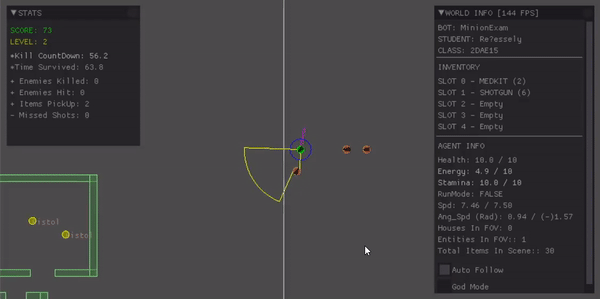 STATS
SCORE: 73
LEVEL: 2
*Kill CountDown: 56.2
*Time Survived: 63.8
* Enemies Killed: 0
* Enemies Hit: 0
* Items PickUp: 2
- Missed Shots: 0
istol
istol
WORLD INFO [144 FPS]
BOT: MinionExam
STUDENT: Re?essely
CLASS: 2DAE15
INVENTORY
SLOT 0 - MEDKIT (2)
SLOT 1 - SHOTGUN (6)
SLOT 2 - Empty
SLOT 3 - Empty
SLOT 4 - Empty
AGENT INFO
Health: 10.0 / 10
Energy: 4.9 / 10
Stamina: 10.0 / 10
RunMode: FALSE
Spd: 7.46 / 7.50
Ang_Spd (Rad): 0.94 / (-)1.57
Houses In FOV: 0
Entities In FOV:: 1
Total Items In Scene:: 30
Auto Follow
God Mode